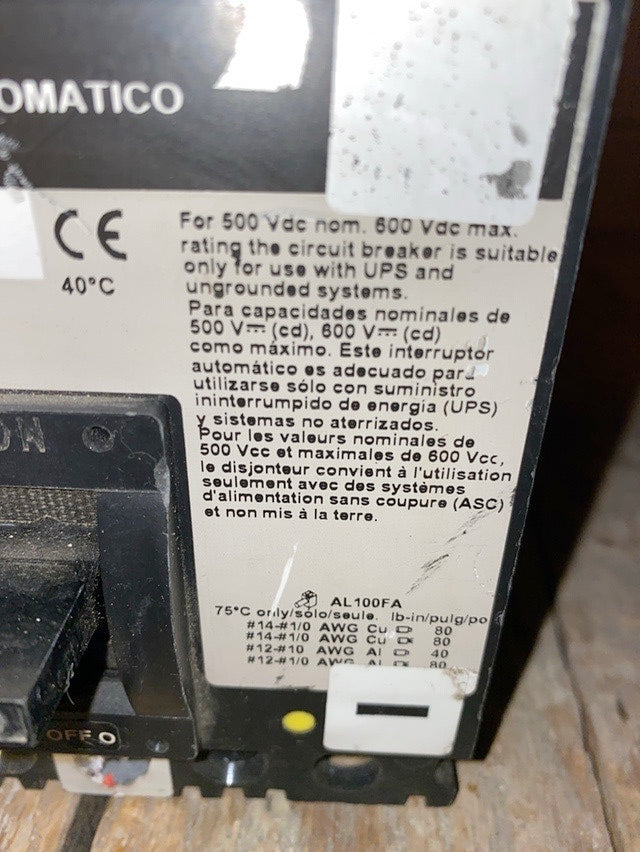 OMATICO
CE
40°C
For 500 Vdc nom. 600 Vdc max.
rating the circuit breaker is suitable
only for use with UPS and
ungrounded systems.
Para capacidades nominales de
500 V⎓ (cd), 600 V⎓ (cd)
como máximo. Este interruptor
automático es adecuado para
utilizarse sólo con suministro
ininterrumpido de energía (UPS)
y sistemas no aterrizados.
Pour les valeurs nominales de
500 Vcc et maximales de 600 Vcc,
le disjonteur convient à l'utilisation
seulement avec des systèmes
d'alimentation sans coupure (ASC)
et non mis à la terre.
AL100FA
75°C only/sólo/seule. lb-in/pulg/po
#14-#1/0 AWG Cu 80
#14-#1/0 AWG Cu 80
#12-#10 AWG Al 40
#12-#1/0 AWG Al 80
ON
OFF O